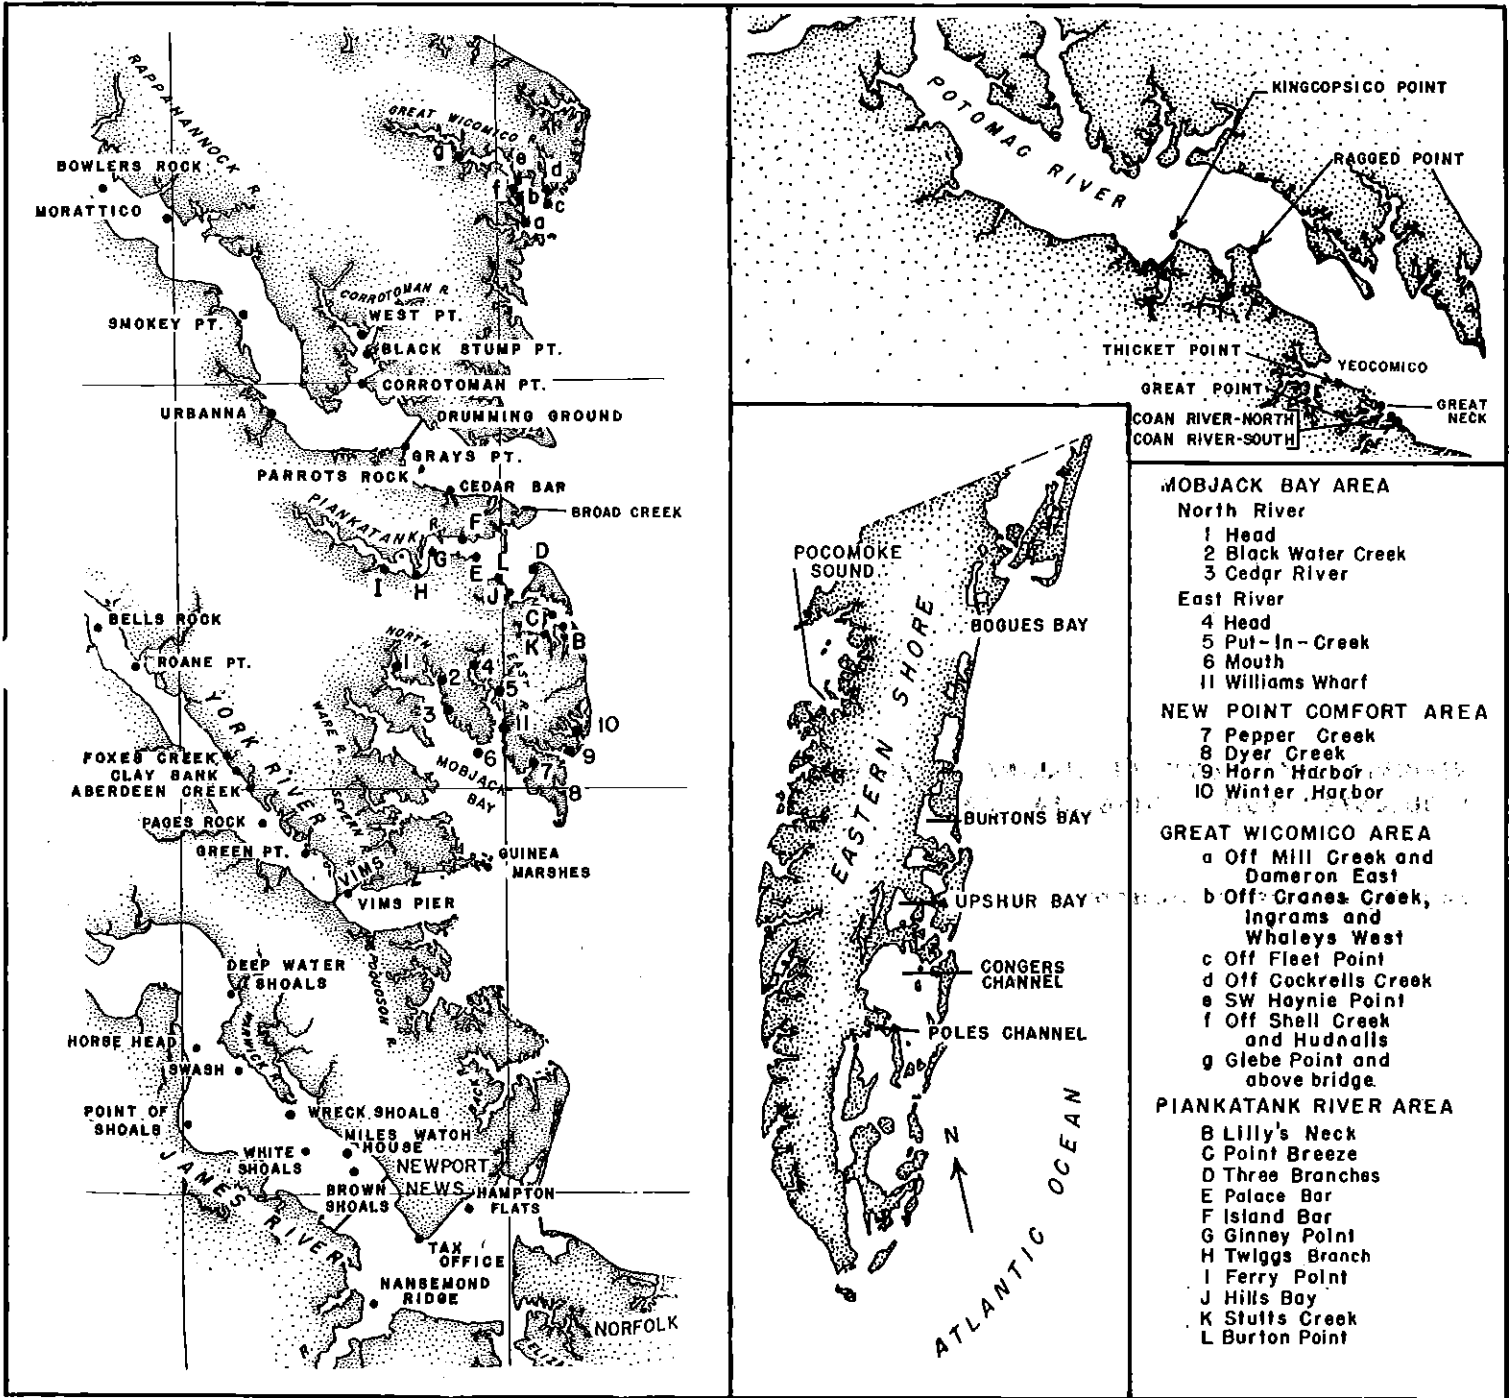 RAPPAHANNOCK R.
BOWLERS ROCK
MORATTICO
GREAT WICOMICO R.
g
e
d
f
b
c
a
SMOKEY PT.
CORROTOMAN R.
WEST PT.
BLACK STUMP PT.
CORROTOMAN PT.
URBANNA
DRUMMING GROUND
GRAYS PT.
PARROTS ROCK
CEDAR BAR
BROAD CREEK
PIANKATANK R.
F
G
E
L
D
I
H
J
C
B
K
BELLS ROCK
ROANE PT.
NORTH
1
2
4
EAST R.
5
3
11
10
6
9
7
8
WARE R.
MOBJACK
BAY
YORK RIVER
SEVERN R.
FOXES CREEK
CLAY BANK
ABERDEEN CREEK
PAGES ROCK
GREEN PT.
GUINEA
MARSHES
VIMS
VIMS PIER
POQUOSON R.
DEEP WATER
SHOALS
WARWICK R.
HORSE HEAD
SWASH
BACK
POINT OF
SHOALS
WRECK SHOALS
MILES WATCH
HOUSE
WHITE
SHOALS
NEWPORT
NEWS
BROWN
SHOALS
HAMPTON
FLATS
JAMES RIVER
TAX
OFFICE
NANSEMOND
RIDGE
NORFOLK
R.
POTOMAC RIVER
KINGCOPSICO POINT
RAGGED POINT
THICKET POINT
YEOCOMICO
GREAT POINT
GREAT
NECK
COAN RIVER-NORTH
COAN RIVER-SOUTH
POCOMOKE
SOUND
EASTERN SHORE
BOGUES BAY
BURTONS BAY
UPSHUR BAY
CONGERS
CHANNEL
POLES CHANNEL
N
ATLANTIC OCEAN
MOBJACK BAY AREA
North River
1 Head
2 Black Water Creek
3 Cedar River
East River
4 Head
5 Put-In-Creek
6 Mouth
11 Williams Wharf
NEW POINT COMFORT AREA
7 Pepper Creek
8 Dyer Creek
9 Horn Harbor
10 Winter Harbor
GREAT WICOMICO AREA
a Off Mill Creek and
Dameron East
b Off Cranes Creek,
Ingrams and
Whaleys West
c Off Fleet Point
d Off Cockrells Creek
e SW Haynie Point
f Off Shell Creek
and Hudnalls
g Glebe Point and
above bridge
PIANKATANK RIVER AREA
B Lilly's Neck
C Point Breeze
D Three Branches
E Palace Bar
F Island Bar
G Ginney Point
H Twiggs Branch
I Ferry Point
J Hills Bay
K Stutts Creek
L Burton Point